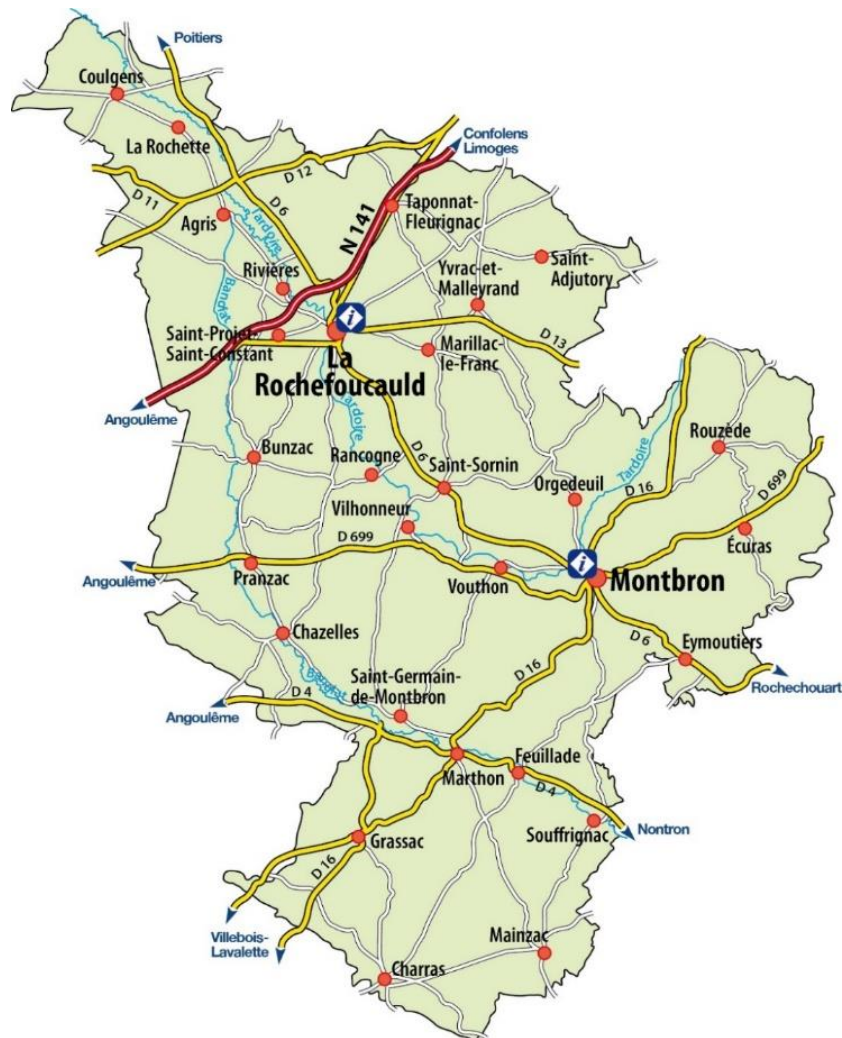 Poitiers
Coulgens
La Rochette
Confolens
Limoges
D 12
D 11
D 6
N 141
Taponnat-
Fleurignac
Agris
Tardoire
Saint-
Adjutory
Rivières
Yvrac-et-
Malleyrand
Bandiat
i
Saint-Projet-
Saint-Constant
D 13
Marillac-
le-Franc
La
Rochefoucauld
Angoulême
Tardoire
Bunzac
Rancogne
D 6
Saint-Sornin
Orgedeuil
Tardoire
Rouzède
D 16
D 699
Vilhonneur
D 699
Écuras
i
Angoulême
Pranzac
Vouthon
Montbron
Chazelles
D 6
Eymoutiers
D 16
Bandiat
Saint-Germain-
de-Montbron
Rochechouart
D 4
Angoulême
Marthon
Feuillade
D 4
Grassac
Souffrignac
Nontron
D 16
Villebois-
Lavalette
Mainzac
Charras